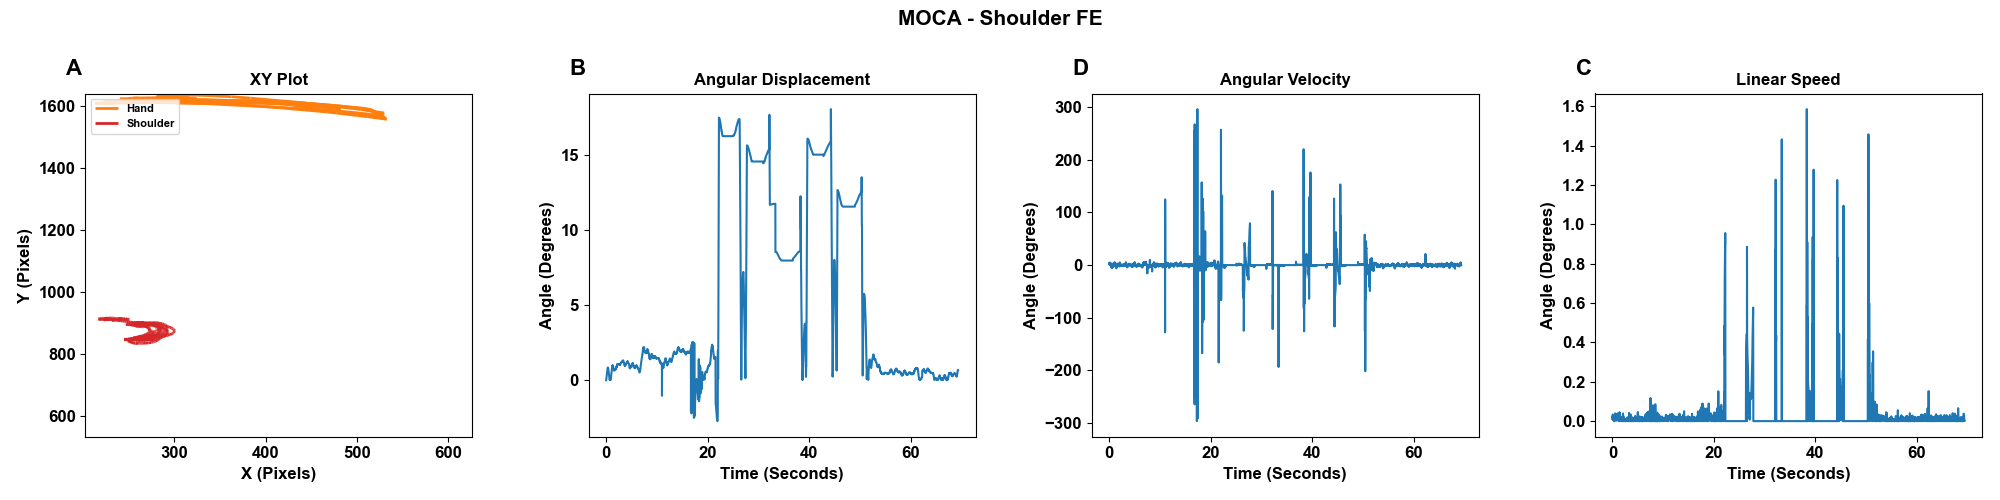 MOCA - Shoulder FE
A
XY Plot
Hand
Shoulder
1600
1400
1200
1000
800
600
Y (Pixels)
300
400
500
600
X (Pixels)
B
Angular Displacement
15
10
5
0
Angle (Degrees)
0
20
40
60
Time (Seconds)
D
Angular Velocity
300
200
100
0
−100
−200
−300
Angle (Degrees)
0
20
40
60
Time (Seconds)
C
Linear Speed
1.6
1.4
1.2
1.0
0.8
0.6
0.4
0.2
0.0
Angle (Degrees)
0
20
40
60
Time (Seconds)